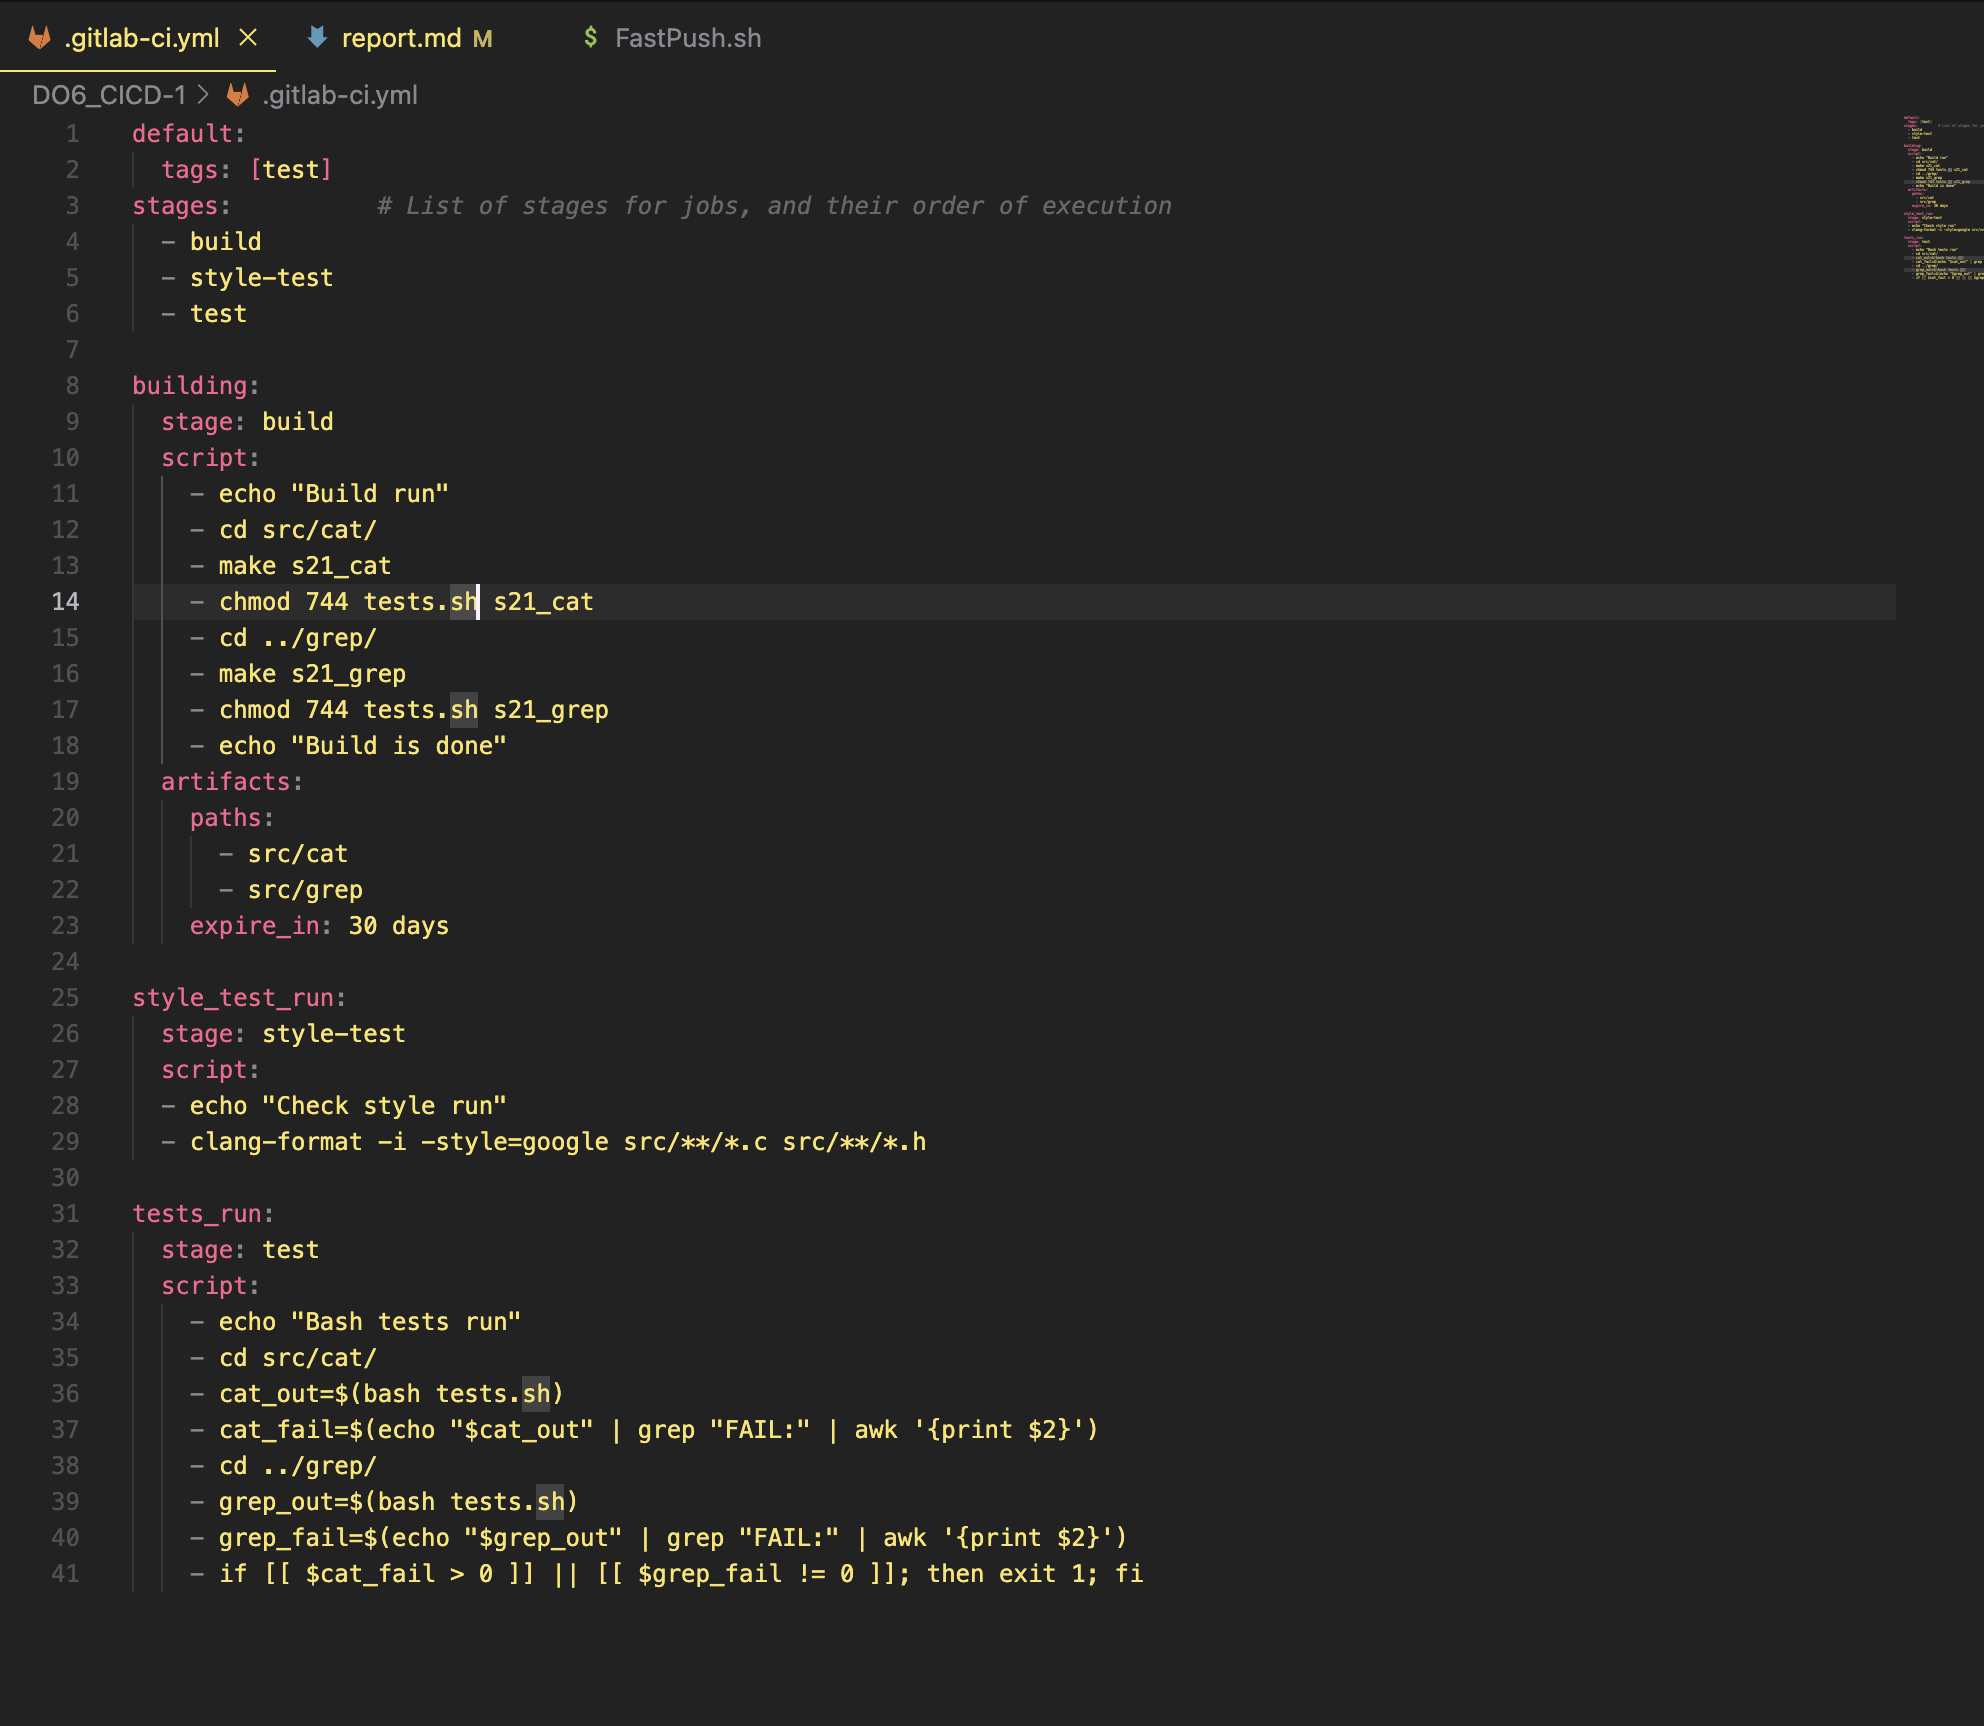 .gitlab-ci.yml
report.md M
$ FastPush.sh
DO6_CICD-1 > .gitlab-ci.yml
1 default:
2   tags: [test]
3 stages:          # List of stages for jobs, and their order of execution
4   - build
5   - style-test
6   - test
7
8 building:
9   stage: build
10   script:
11     - echo "Build run"
12     - cd src/cat/
13     - make s21_cat
14     - chmod 744 tests.sh s21_cat
15     - cd ../grep/
16     - make s21_grep
17     - chmod 744 tests.sh s21_grep
18     - echo "Build is done"
19   artifacts:
20     paths:
21       - src/cat
22       - src/grep
23     expire_in: 30 days
24
25 style_test_run:
26   stage: style-test
27   script:
28   - echo "Check style run"
29   - clang-format -i -style=google src/**/*.c src/**/*.h
30
31 tests_run:
32   stage: test
33   script:
34     - echo "Bash tests run"
35     - cd src/cat/
36     - cat_out=$(bash tests.sh)
37     - cat_fail=$(echo "$cat_out" | grep "FAIL:" | awk '{print $2}')
38     - cd ../grep/
39     - grep_out=$(bash tests.sh)
40     - grep_fail=$(echo "$grep_out" | grep "FAIL:" | awk '{print $2}')
41     - if [[ $cat_fail > 0 ]] || [[ $grep_fail != 0 ]]; then exit 1; fi